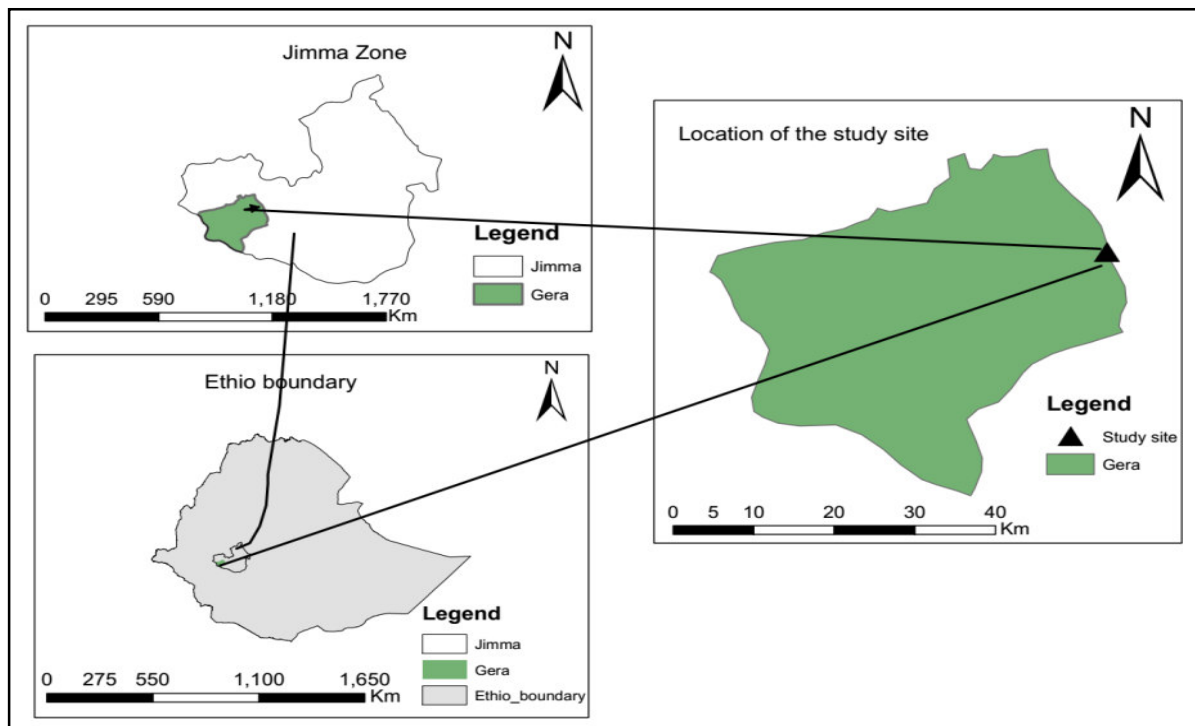 N
Jimma Zone
Legend
Jimma
Gera
0 295 590 1,180 1,770
Km
N
Ethio boundary
Legend
Jimma
Gera
Ethio_boundary
0 275 550 1,100 1,650
Km
N
Location of the study site
Legend
Study site
Gera
0 5 10 20 30 40
Km